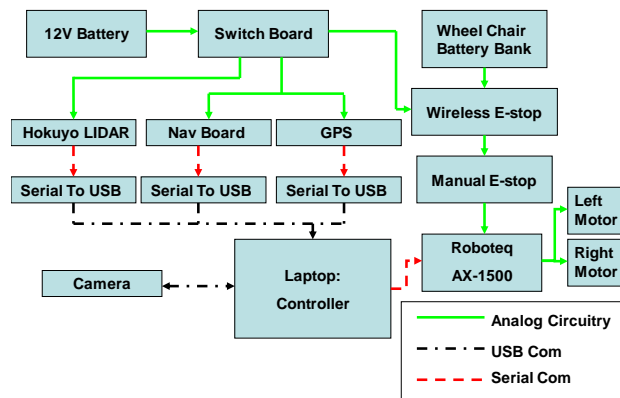 12V Battery
Switch Board
Wheel Chair
Battery Bank
Hokuyo LIDAR
Nav Board
GPS
Wireless E-stop
Serial To USB
Serial To USB
Serial To USB
Manual E-stop
Left
Motor
Right
Motor
Roboteq
AX-1500
Camera
Laptop:
Controller
Analog Circuitry
USB Com
Serial Com